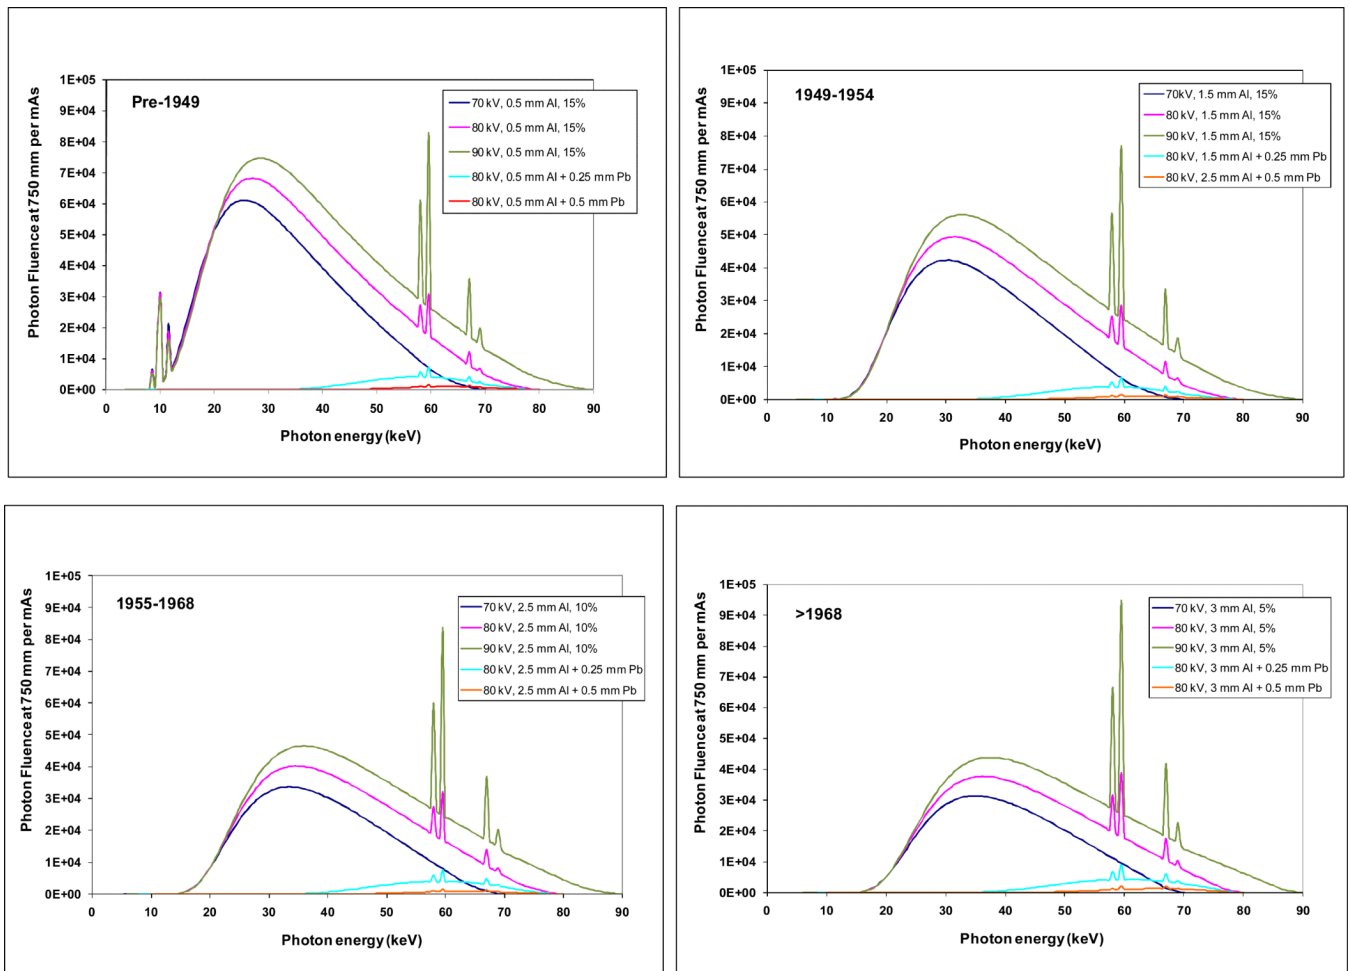 1E+05
9E+04
8E+04
7E+04
6E+04
5E+04
4E+04
3E+04
2E+04
1E+04
0E+00
Photon Fluence at 750 mm per mAs
Pre-1949
70 kV, 0.5 mm Al, 15%
80 kV, 0.5 mm Al, 15%
90 kV, 0.5 mm Al, 15%
80 kV, 0.5 mm Al + 0.25 mm Pb
80 kV, 0.5 mm Al + 0.5 mm Pb
0 10 20 30 40 50 60 70 80 90
Photon energy (keV)
1E+05
9E+04
8E+04
7E+04
6E+04
5E+04
4E+04
3E+04
2E+04
1E+04
0E+00
Photon Fluence at 750 mm per mAs
1949-1954
70kV, 1.5 mm Al, 15%
80 kV, 1.5 mm Al, 15%
90 kV, 1.5 mm Al, 15%
80 kV, 1.5 mm Al + 0.25 mm Pb
80 kV, 2.5 mm Al + 0.5 mm Pb
0 10 20 30 40 50 60 70 80 90
Photon energy (keV)
1E+05
9E+04
8E+04
7E+04
6E+04
5E+04
4E+04
3E+04
2E+04
1E+04
0E+00
Photon Fluence at 750 mm per mAs
1955-1968
70 kV, 2.5 mm Al, 10%
80 kV, 2.5 mm Al, 10%
90 kV, 2.5 mm Al, 10%
80 kV, 2.5 mm Al + 0.25 mm Pb
80 kV, 2.5 mm Al + 0.5 mm Pb
0 10 20 30 40 50 60 70 80 90
Photon energy (keV)
1E+05
9E+04
8E+04
7E+04
6E+04
5E+04
4E+04
3E+04
2E+04
1E+04
0E+00
Photon Fluence at 750 mm per mAs
>1968
70 kV, 3 mm Al, 5%
80 kV, 3 mm Al, 5%
90 kV, 3 mm Al, 5%
80 kV, 3 mm Al + 0.25 mm Pb
80 kV, 3 mm Al + 0.5 mm Pb
0 10 20 30 40 50 60 70 80 90
Photon energy (keV)